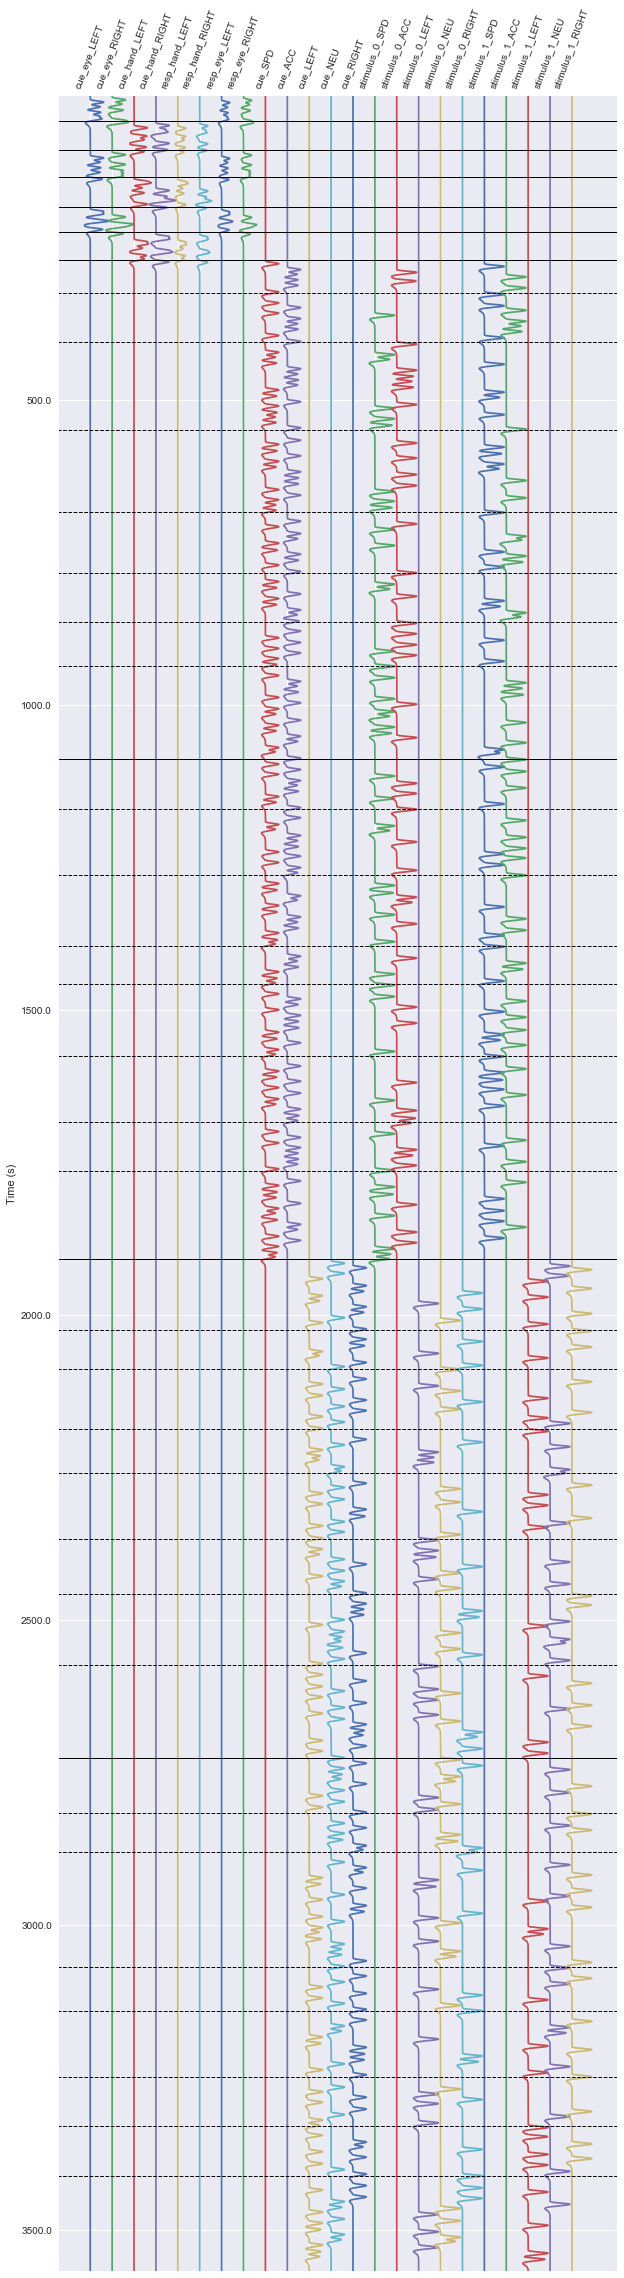 cue_eye_LEFT
cue_eye_RIGHT
cue_hand_LEFT
cue_hand_RIGHT
resp_hand_LEFT
resp_hand_RIGHT
resp_eye_LEFT
resp_eye_RIGHT
cue_SPD
cue_ACC
cue_LEFT
cue_NEU
cue_RIGHT
stimulus_0_SPD
stimulus_0_ACC
stimulus_0_LEFT
stimulus_0_NEU
stimulus_0_RIGHT
stimulus_1_SPD
stimulus_1_ACC
stimulus_1_LEFT
stimulus_1_NEU
stimulus_1_RIGHT
500.0
1000.0
1500.0
Time (s)
2000.0
2500.0
3000.0
3500.0